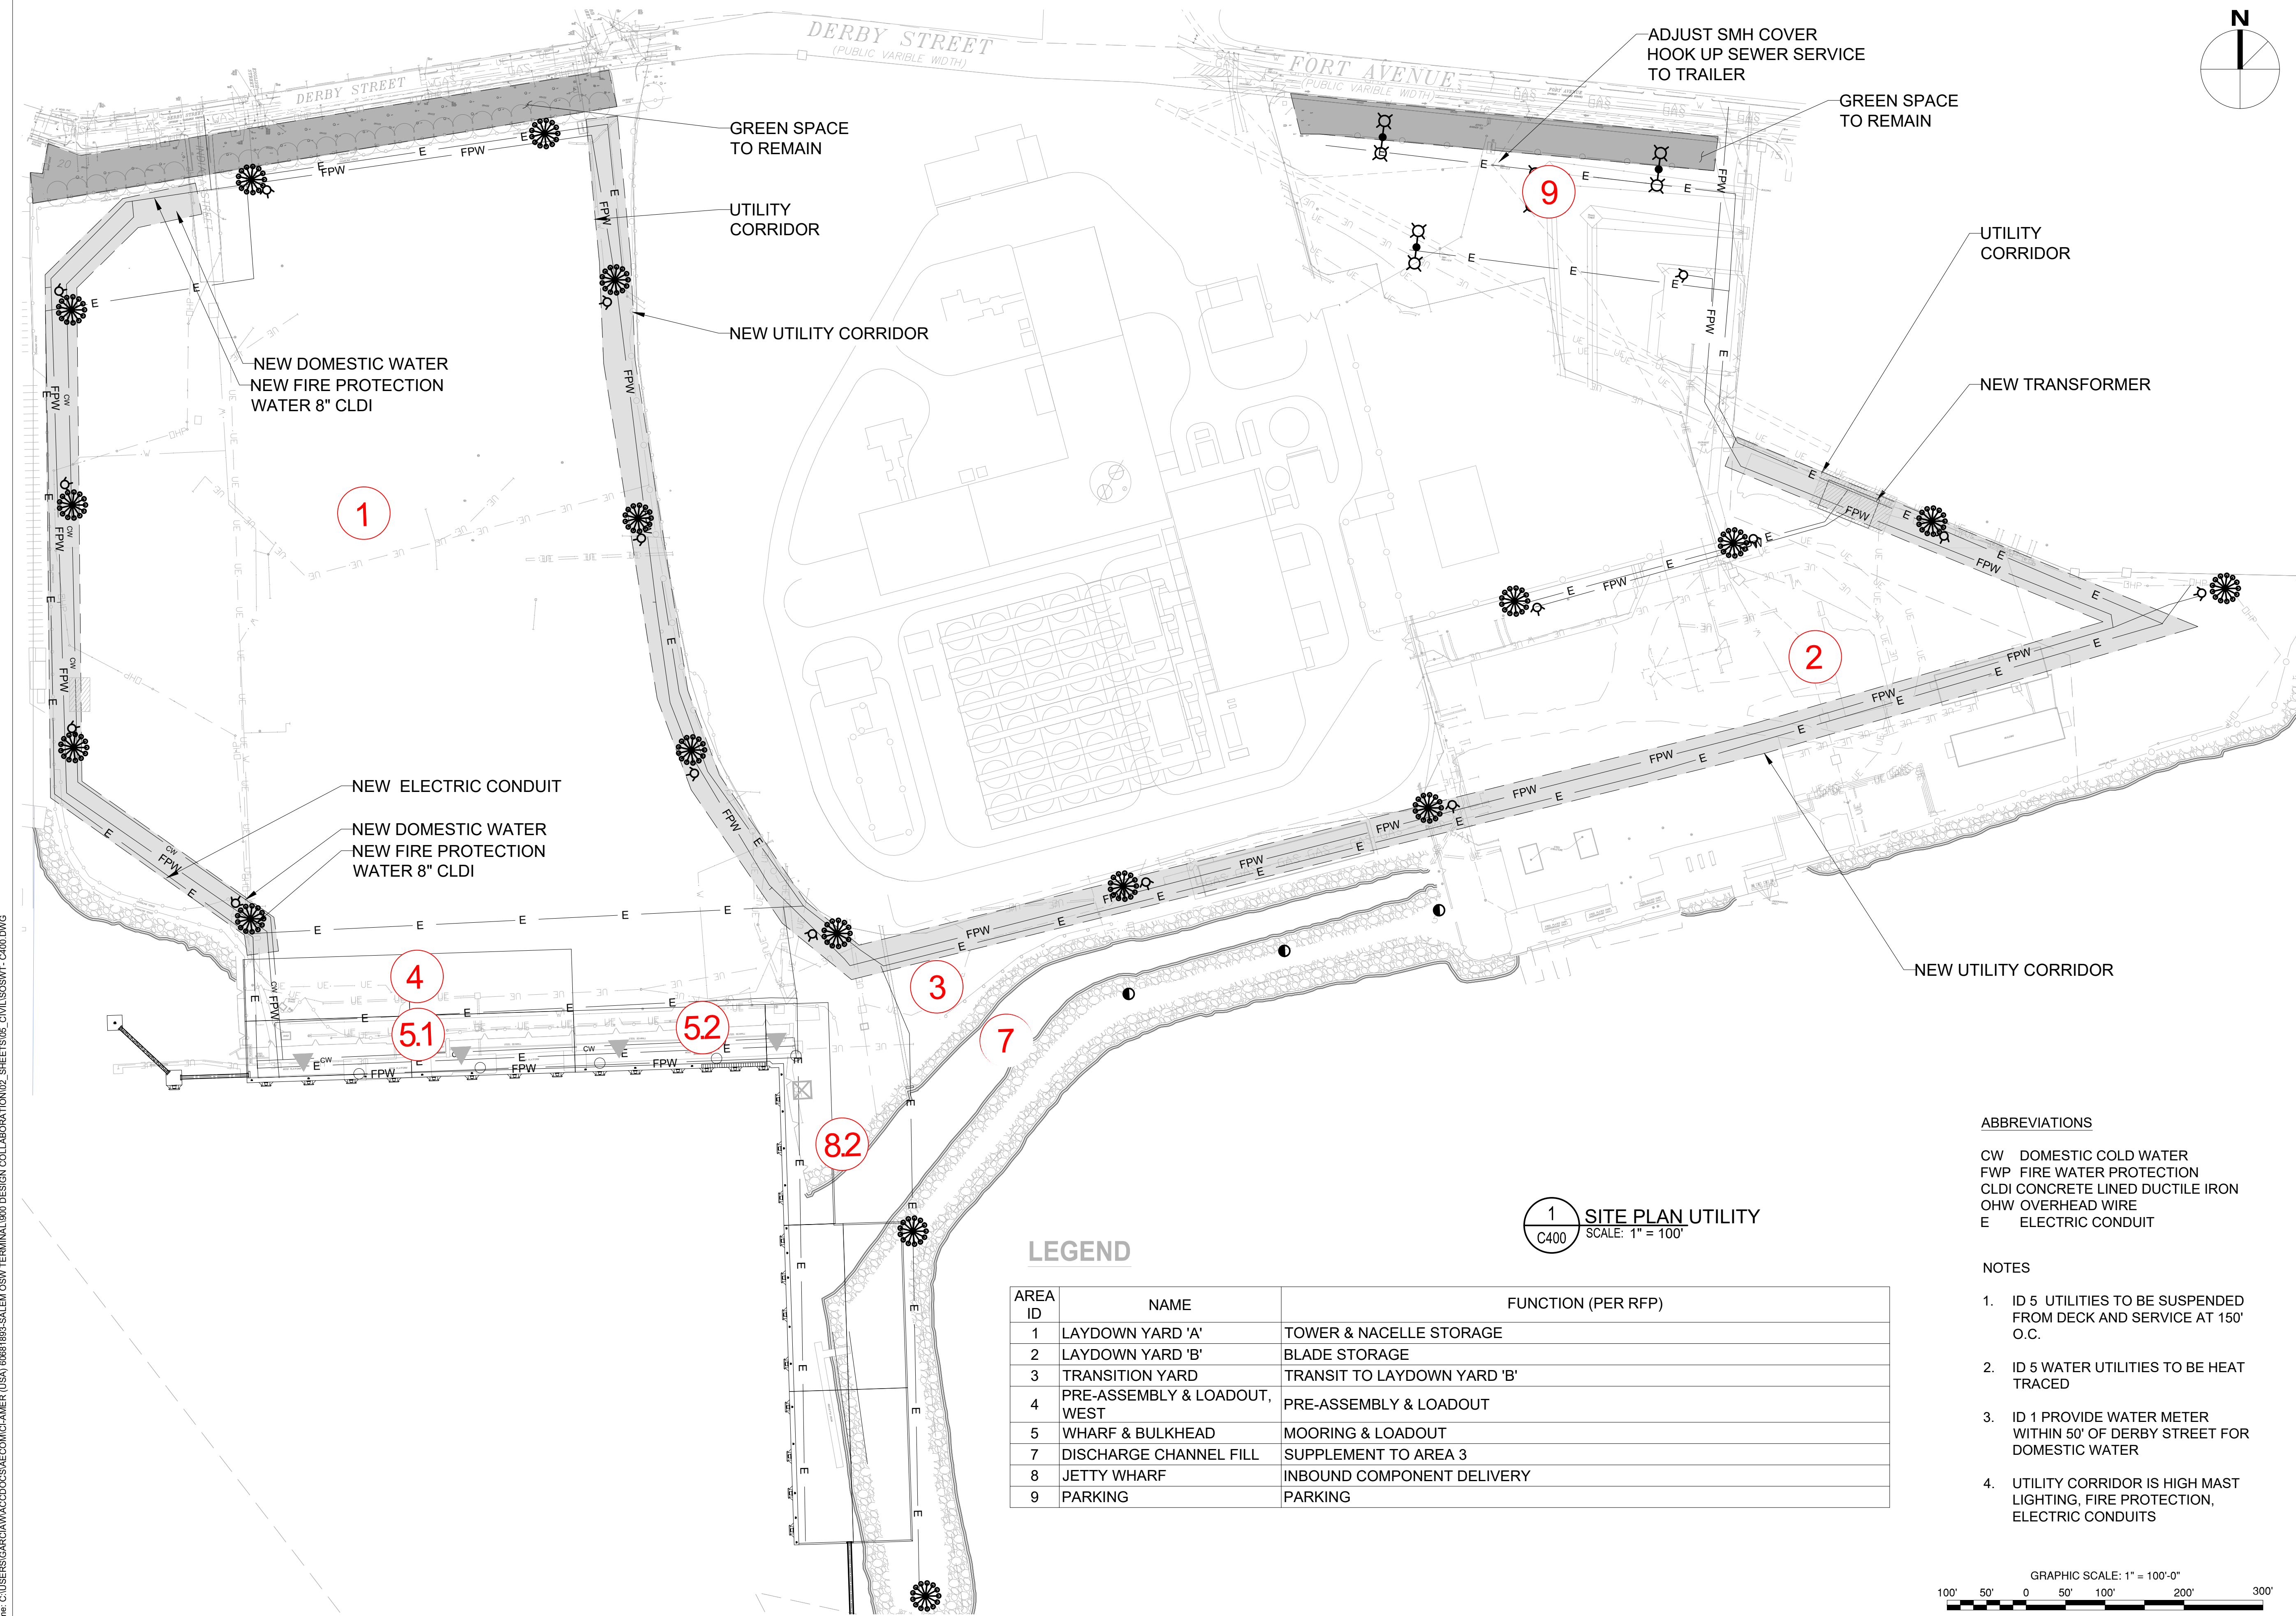 N
DERBY STREET
(PUBLIC VARIBLE WIDTH)
DERBY STREET
FORT AVENUE
(PUBLIC VARIBLE WIDTH)
ADJUST SMH COVER
HOOK UP SEWER SERVICE
TO TRAILER
GREEN SPACE
TO REMAIN
GREEN SPACE
TO REMAIN
UTILITY
CORRIDOR
UTILITY
CORRIDOR
NEW UTILITY CORRIDOR
NEW TRANSFORMER
NEW DOMESTIC WATER
NEW FIRE PROTECTION
WATER 8" CLDI
1
9
2
NEW ELECTRIC CONDUIT
NEW DOMESTIC WATER
NEW FIRE PROTECTION
WATER 8" CLDI
NEW UTILITY CORRIDOR
4
3
5.1
5.2
7
8.2
E
FPW
CW
UE
OHP
GAS
1
C400
SITE PLAN UTILITY
SCALE: 1" = 100'
LEGEND
AREA ID NAME FUNCTION (PER RFP)
1 LAYDOWN YARD 'A' TOWER & NACELLE STORAGE
2 LAYDOWN YARD 'B' BLADE STORAGE
3 TRANSITION YARD TRANSIT TO LAYDOWN YARD 'B'
4 PRE-ASSEMBLY & LOADOUT, WEST PRE-ASSEMBLY & LOADOUT
5 WHARF & BULKHEAD MOORING & LOADOUT
7 DISCHARGE CHANNEL FILL SUPPLEMENT TO AREA 3
8 JETTY WHARF INBOUND COMPONENT DELIVERY
9 PARKING PARKING
ABBREVIATIONS
CW DOMESTIC COLD WATER
FWP FIRE WATER PROTECTION
CLDI CONCRETE LINED DUCTILE IRON
OHW OVERHEAD WIRE
E ELECTRIC CONDUIT
NOTES
1. ID 5 UTILITIES TO BE SUSPENDED
FROM DECK AND SERVICE AT 150'
O.C.
2. ID 5 WATER UTILITIES TO BE HEAT
TRACED
3. ID 1 PROVIDE WATER METER
WITHIN 50' OF DERBY STREET FOR
DOMESTIC WATER
4. UTILITY CORRIDOR IS HIGH MAST
LIGHTING, FIRE PROTECTION,
ELECTRIC CONDUITS
GRAPHIC SCALE: 1" = 100'-0"
100' 50' 0 50' 100' 200' 300'